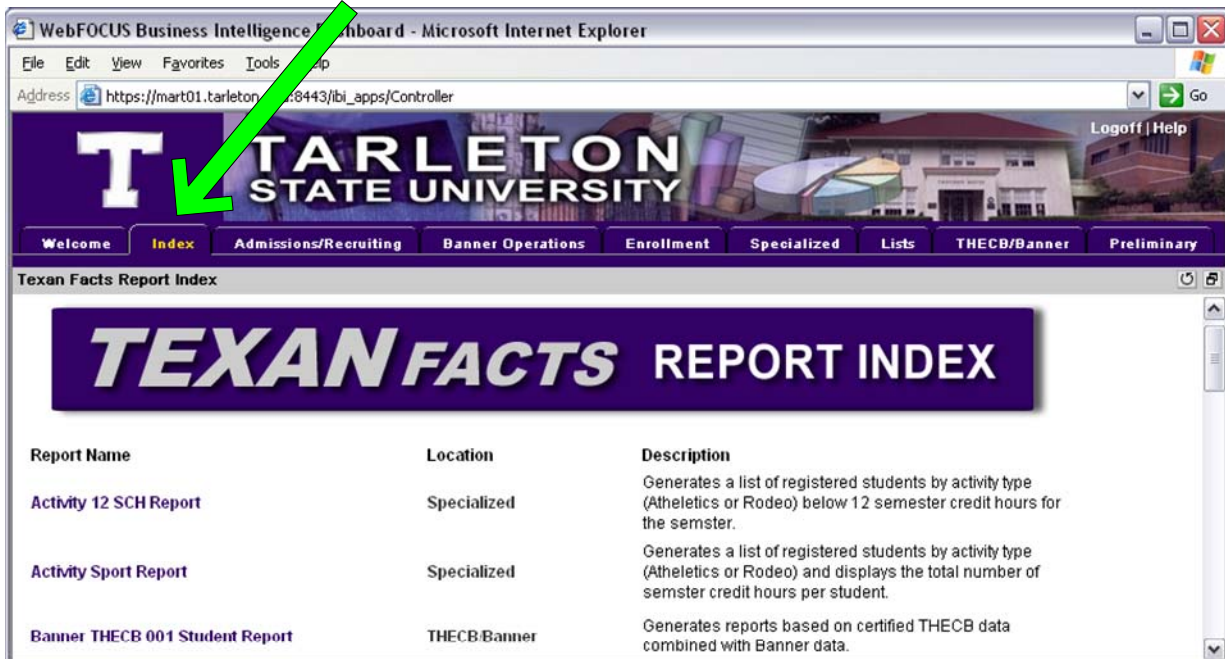 WebFOCUS Business Intelligence - Microsoft Internet Explorer
File Edit View Favorites Tools
Address https://mart01.tarleton :8443/ibi_apps/Controller
Go
Logoff | Help
T
TARLETON
STATE UNIVERSITY
Welcome Index Admissions/Recruiting Banner Operations Enrollment Specialized Lists THECB/Banner Preliminary
Texan Facts Report Index
TEXAN FACTS REPORT INDEX
Report Name Location Description
Activity 12 SCH Report Specialized Generates a list of registered students by activity type
(Atheletics or Rodeo) below 12 semester credit hours for
the semster.
Activity Sport Report Specialized Generates a list of registered students by activity type
(Atheletics or Rodeo) and displays the total number of
semster credit hours per student.
Banner THECB 001 Student Report THECB/Banner Generates reports based on certified THECB data
combined with Banner data.